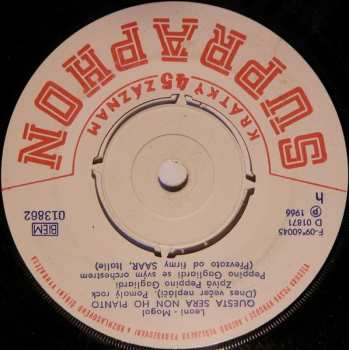 SUPRAPHON
KRÁTKÝ 45 ZÁZNAM
h
F-09*60045
D 01871
℗ 1966
BIEM
013862
Leoni - Mogol
QUESTA SERA NON HO PIANTO
(Dnes večer nepláči), Pomalý rock
Zpívá Peppino Gagliardi
Peppino Gagliardi se svým orchestrem
(Převzato od firmy SAAR, Italie)